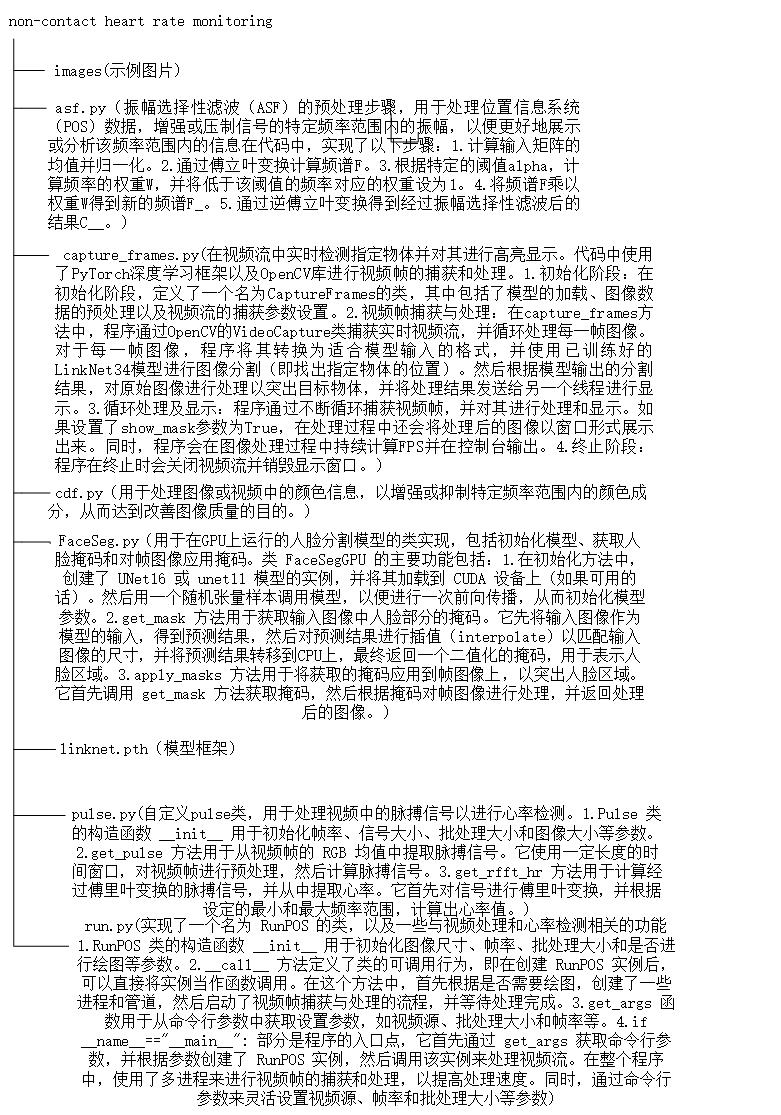 non-contact heart rate monitoring
images(示例图片)
asf.py（振幅选择性滤波（ASF）的预处理步骤，用于处理位置信息系统
（POS）数据，增强或压制信号的特定频率范围内的振幅，以便更好地展示
或分析该频率范围内的信息在代码中，实现了以下步骤：1.计算输入矩阵的
均值并归一化。2.通过傅立叶变换计算频谱F。3.根据特定的阈值alpha，计
算频率的权重W，并将低于该阈值的频率对应的权重设为1。4.将频谱F乘以
权重W得到新的频谱F_。5.通过逆傅立叶变换得到经过振幅选择性滤波后的
结果C__。）
capture_frames.py(在视频流中实时检测指定物体并对其进行高亮显示。代码中使用
了PyTorch深度学习框架以及OpenCV库进行视频帧的捕获和处理。1.初始化阶段：在
初始化阶段，定义了一个名为CaptureFrames的类，其中包括了模型的加载、图像数
据的预处理以及视频流的捕获参数设置。2.视频帧捕获与处理：在capture_frames方
法中，程序通过OpenCV的VideoCapture类捕获实时视频流，并循环处理每一帧图像。
对于每一帧图像，程序将其转换为适合模型输入的格式，并使用已训练好的
LinkNet34模型进行图像分割（即找出指定物体的位置）。然后根据模型输出的分割
结果，对原始图像进行处理以突出目标物体，并将处理结果发送给另一个线程进行显
示。3.循环处理及显示：程序通过不断循环捕获视频帧，并对其进行处理和显示。如
果设置了show_mask参数为True，在处理过程中还会将处理后的图像以窗口形式展示
出来。同时，程序会在图像处理过程中持续计算FPS并在控制台输出。4.终止阶段：
程序在终止时会关闭视频流并销毁显示窗口。）
cdf.py（用于处理图像或视频中的颜色信息，以增强或抑制特定频率范围内的颜色成
分，从而达到改善图像质量的目的。）
FaceSeg.py（用于在GPU上运行的人脸分割模型的类实现，包括初始化模型、获取人
脸掩码和对帧图像应用掩码。类 FaceSegGPU 的主要功能包括：1.在初始化方法中，
创建了 UNet16 或 unet11 模型的实例，并将其加载到 CUDA 设备上（如果可用的
话）。然后用一个随机张量样本调用模型，以便进行一次前向传播，从而初始化模型
参数。2.get_mask 方法用于获取输入图像中人脸部分的掩码。它先将输入图像作为
模型的输入，得到预测结果，然后对预测结果进行插值（interpolate）以匹配输入
图像的尺寸，并将预测结果转移到CPU上，最终返回一个二值化的掩码，用于表示人
脸区域。3.apply_masks 方法用于将获取的掩码应用到帧图像上，以突出人脸区域。
它首先调用 get_mask 方法获取掩码，然后根据掩码对帧图像进行处理，并返回处理
后的图像。）
linknet.pth（模型框架）
pulse.py(自定义pulse类，用于处理视频中的脉搏信号以进行心率检测。1.Pulse 类
的构造函数 __init__ 用于初始化帧率、信号大小、批处理大小和图像大小等参数。
2.get_pulse 方法用于从视频帧的 RGB 均值中提取脉搏信号。它使用一定长度的时
间窗口，对视频帧进行预处理，然后计算脉搏信号。3.get_rfft_hr 方法用于计算经
过傅里叶变换的脉搏信号，并从中提取心率。它首先对信号进行傅里叶变换，并根据
设定的最小和最大频率范围，计算出心率值。）
run.py(实现了一个名为 RunPOS 的类，以及一些与视频处理和心率检测相关的功能
1.RunPOS 类的构造函数 __init__ 用于初始化图像尺寸、帧率、批处理大小和是否进
行绘图等参数。2.__call__ 方法定义了类的可调用行为，即在创建 RunPOS 实例后，
可以直接将实例当作函数调用。在这个方法中，首先根据是否需要绘图，创建了一些
进程和管道，然后启动了视频帧捕获与处理的流程，并等待处理完成。3.get_args 函
数用于从命令行参数中获取设置参数，如视频源、批处理大小和帧率等。4.if
__name__=="__main__": 部分是程序的入口点，它首先通过 get_args 获取命令行参
数，并根据参数创建了 RunPOS 实例，然后调用该实例来处理视频流。在整个程序
中，使用了多进程来进行视频帧的捕获和处理，以提高处理速度。同时，通过命令行
参数来灵活设置视频源、帧率和批处理大小等参数)